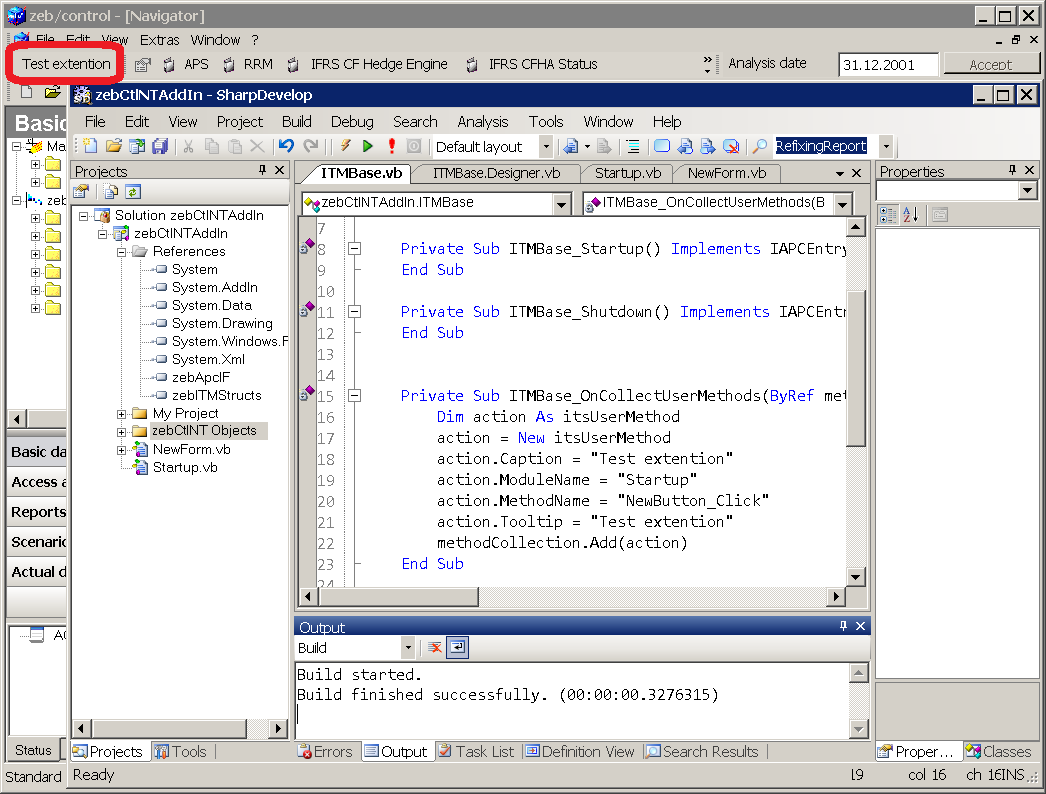 zeb/control - [Navigator]
File Edit View Extras Window ?
Test extention APS RRM IFRS CF Hedge Engine IFRS CFHA Status » Analysis date 31.12.2001 Accept
zebCtlNTAddIn - SharpDevelop
File Edit View Project Build Debug Search Analysis Tools Window Help
Default layout RefixingReport
Projects
Solution zebCtlNTAddIn
zebCtlNTAddIn
References
System
System.AddIn
System.Data
System.Drawing
System.Windows.F
System.Xml
zebApcIF
zebITMStructs
My Project
zebCtlNT Objects
NewForm.vb
Startup.vb
Projects Tools
Basic
Ma
zeb
Basic da
Access a
Reports
Scenario
Actual d
Status
Standard
ITMBase.vb ITMBase.Designer.vb Startup.vb NewForm.vb
zebCtlNTAddIn.ITMBase ITMBase_OnCollectUserMethods(B
7
8 Private Sub ITMBase_Startup() Implements IAPCEntry
9 End Sub
10
11 Private Sub ITMBase_Shutdown() Implements IAPCEntr
12 End Sub
13
14
15 Private Sub ITMBase_OnCollectUserMethods(ByRef met
16 Dim action As itsUserMethod
17 action = New itsUserMethod
18 action.Caption = "Test extention"
19 action.ModuleName = "Startup"
20 action.MethodName = "NewButton_Click"
21 action.Tooltip = "Test extention"
22 methodCollection.Add(action)
23 End Sub
24
Output
Build
Build started.
Build finished successfully. (00:00:00.3276315)
Errors Output Task List Definition View Search Results
Properties
Proper... Classes
Ready l9 col 16 ch 16 INS